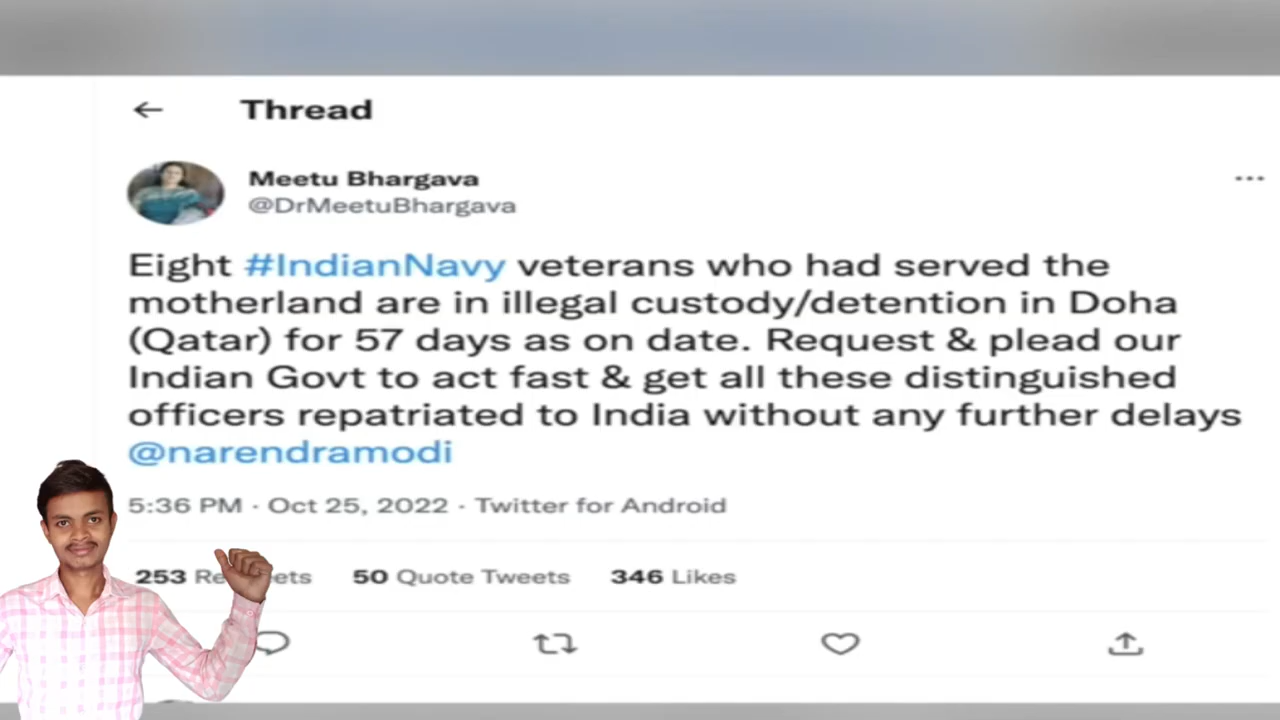 Thread
Meetu Bhargava
@DrMeetuBhargava
Eight #IndianNavy veterans who had served the
motherland are in illegal custody/detention in Doha
(Qatar) for 57 days as on date. Request & plead our
Indian Govt to act fast & get all these distinguished
officers repatriated to India without any further delays
@narendramodi
5:36 PM · Oct 25, 2022 · Twitter for Android
253 50 Quote Tweets 346 Likes